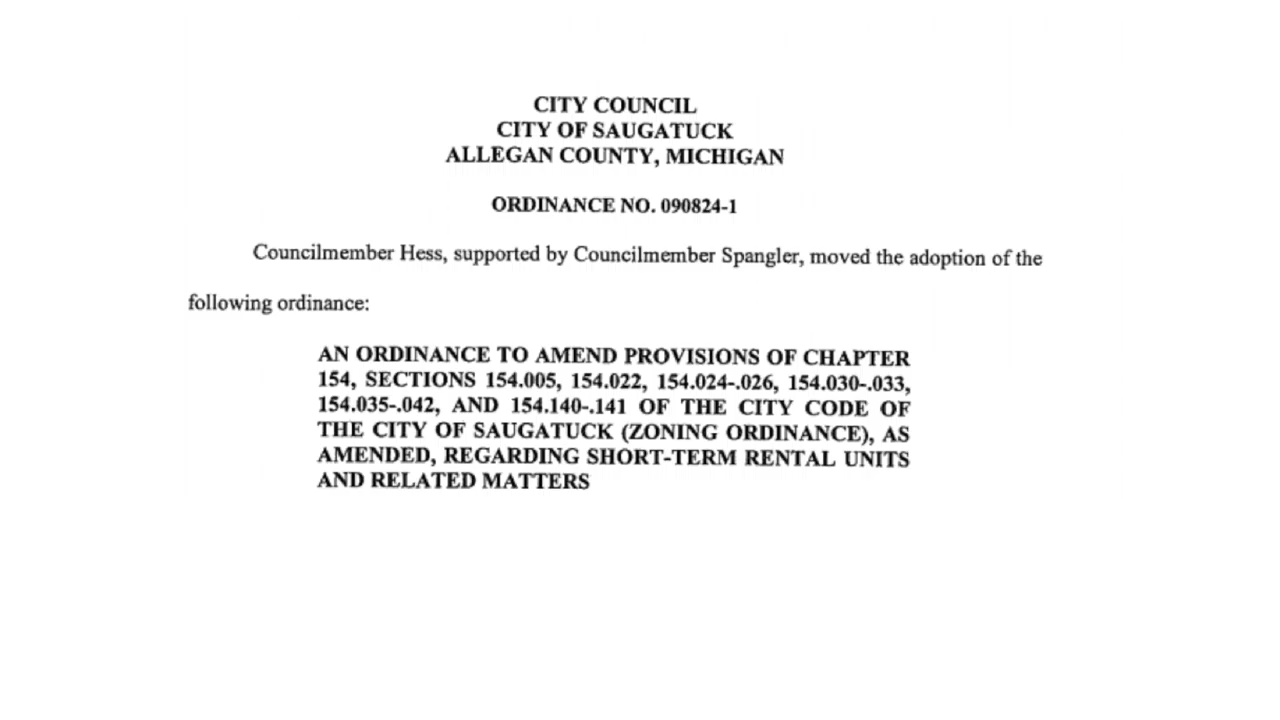 CITY COUNCIL
CITY OF SAUGATUCK
ALLEGAN COUNTY, MICHIGAN
ORDINANCE NO. 090824-1
Councilmember Hess, supported by Councilmember Spangler, moved the adoption of the
following ordinance:
AN ORDINANCE TO AMEND PROVISIONS OF CHAPTER
154, SECTIONS 154.005, 154.022, 154.024-.026, 154.030-.033,
154.035-.042, AND 154.140-.141 OF THE CITY CODE OF
THE CITY OF SAUGATUCK (ZONING ORDINANCE), AS
AMENDED, REGARDING SHORT-TERM RENTAL UNITS
AND RELATED MATTERS